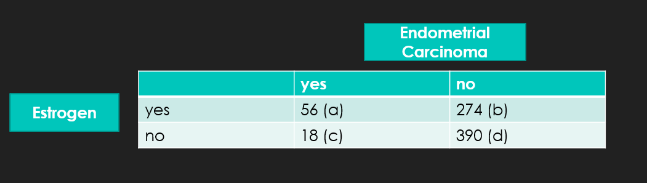 Endometrial
Carcinoma
yes no
Estrogen
yes 56 (a) 274 (b)
no 18 (c) 390 (d)